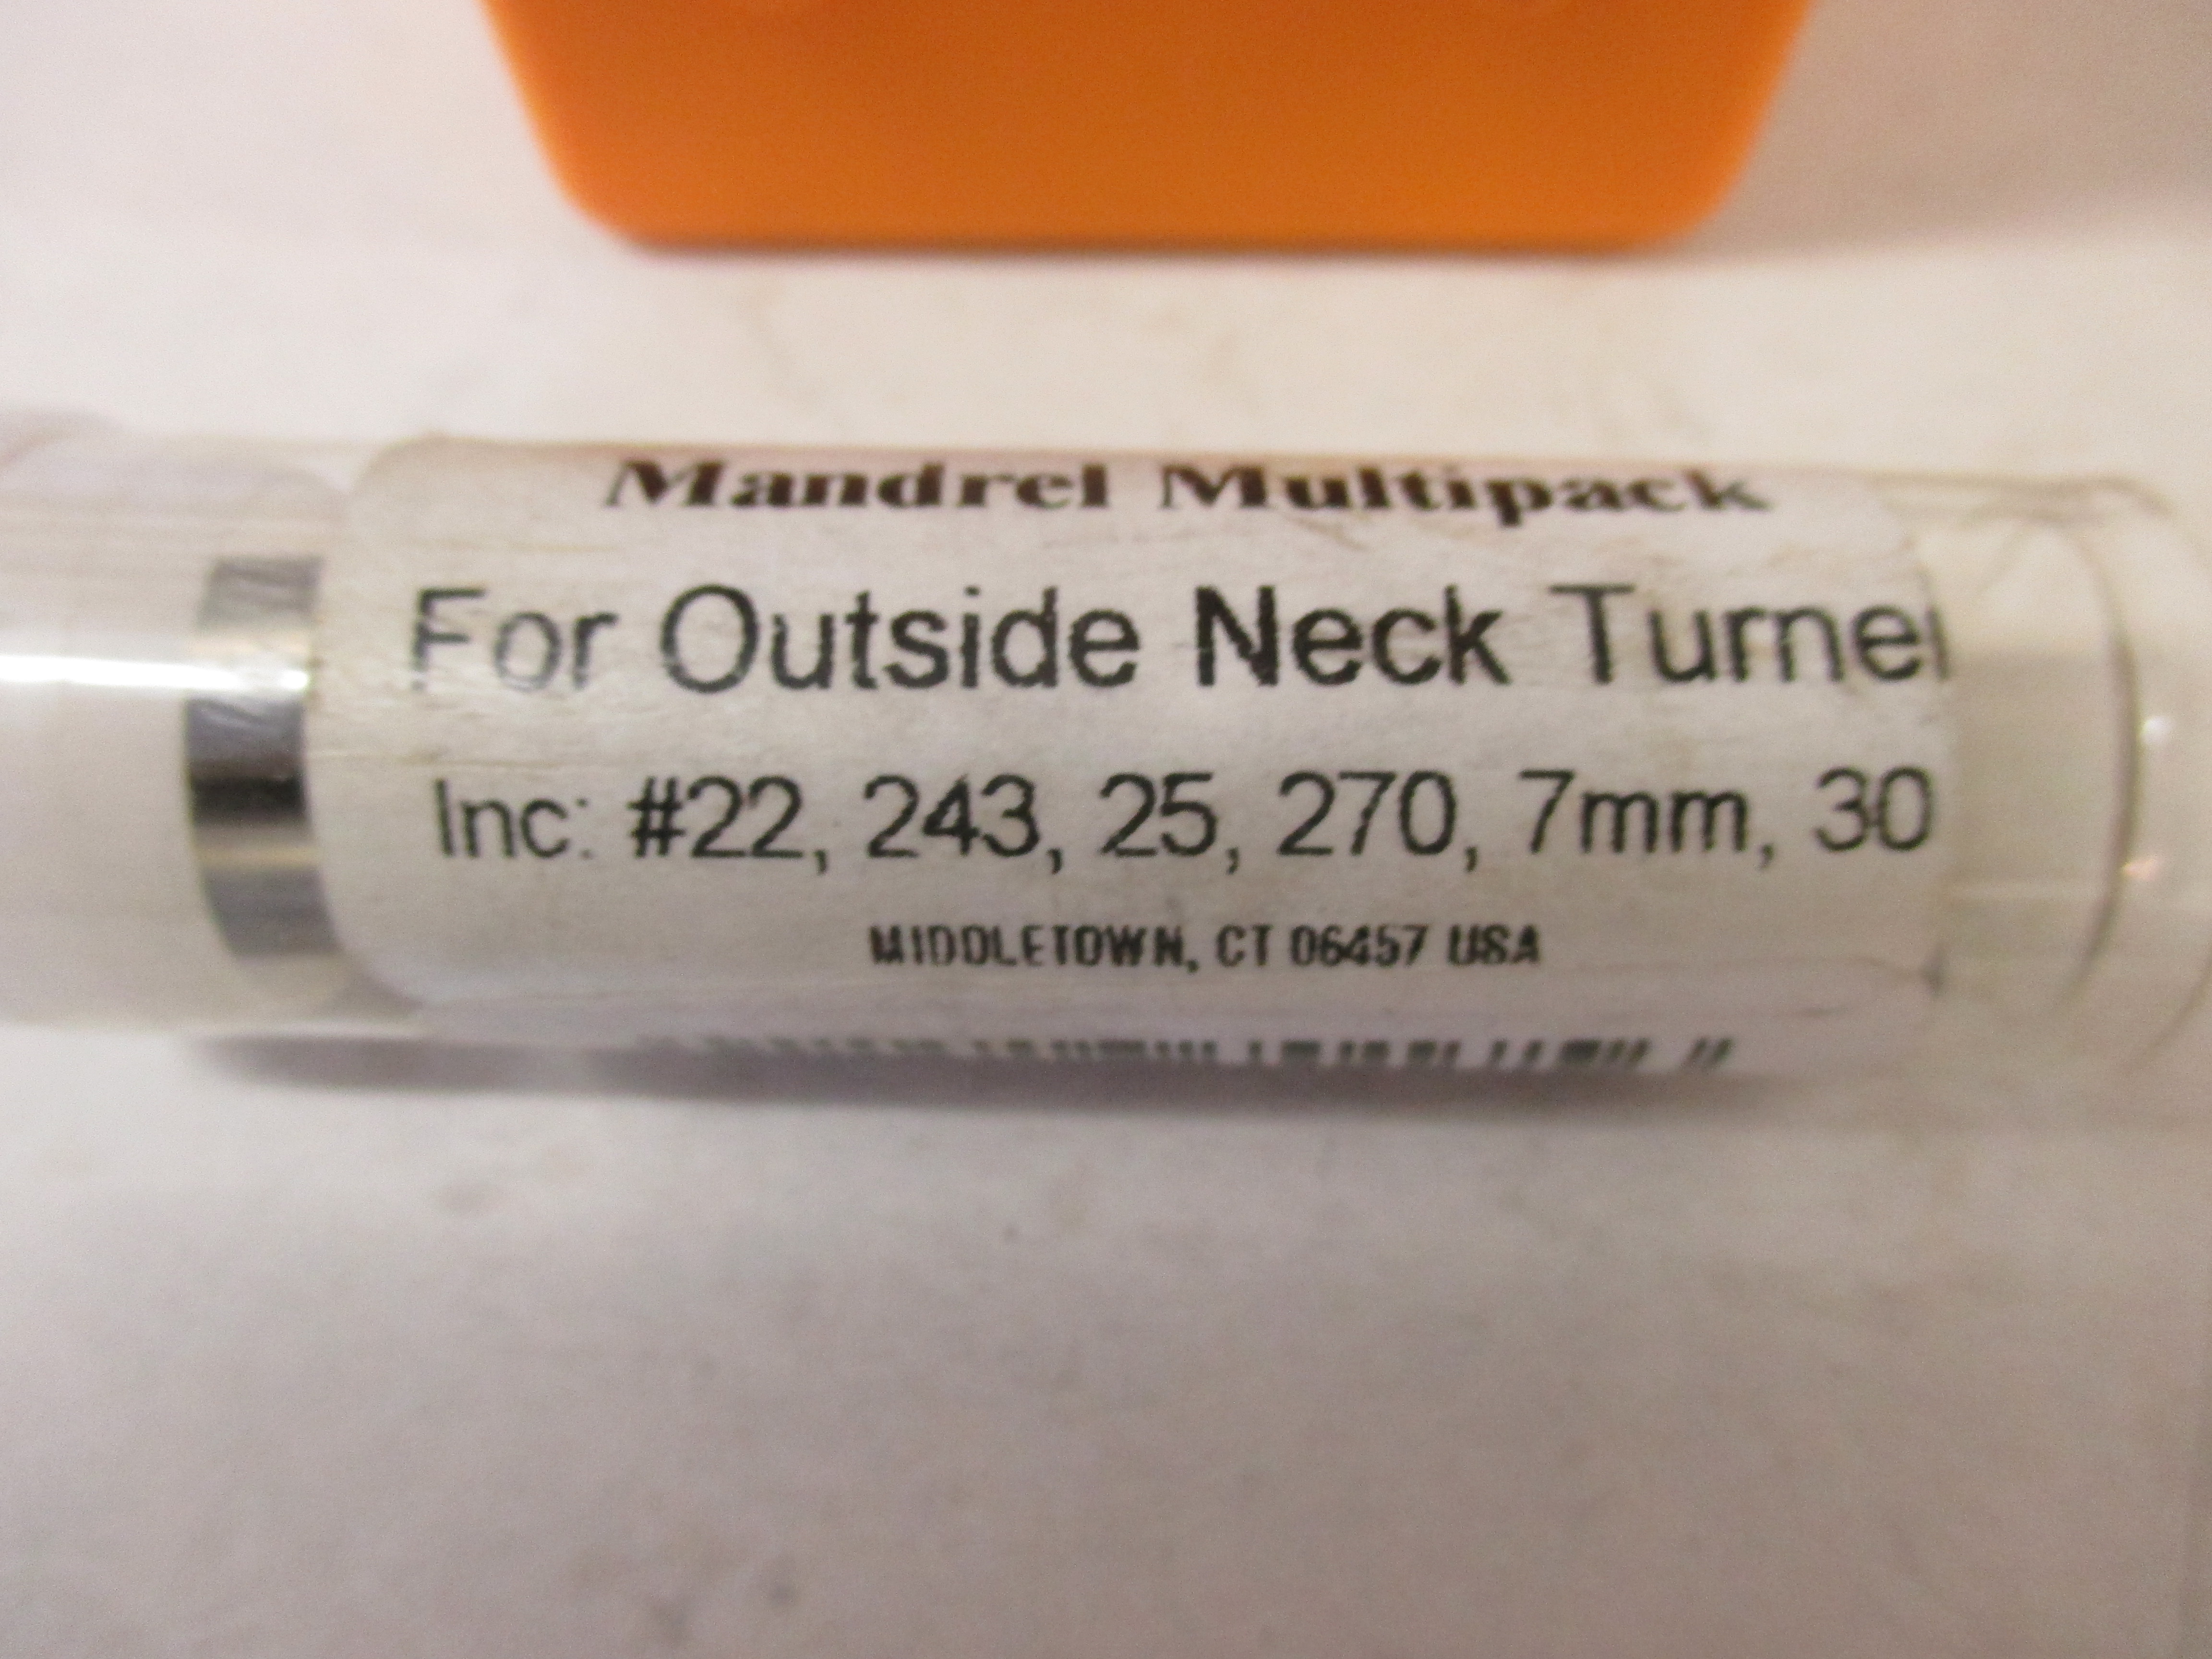 Mandrel Multipack
For Outside Neck Turner
Inc: #22, 243, 25, 270, 7mm, 30
MIDDLETOWN, CT 06457 USA